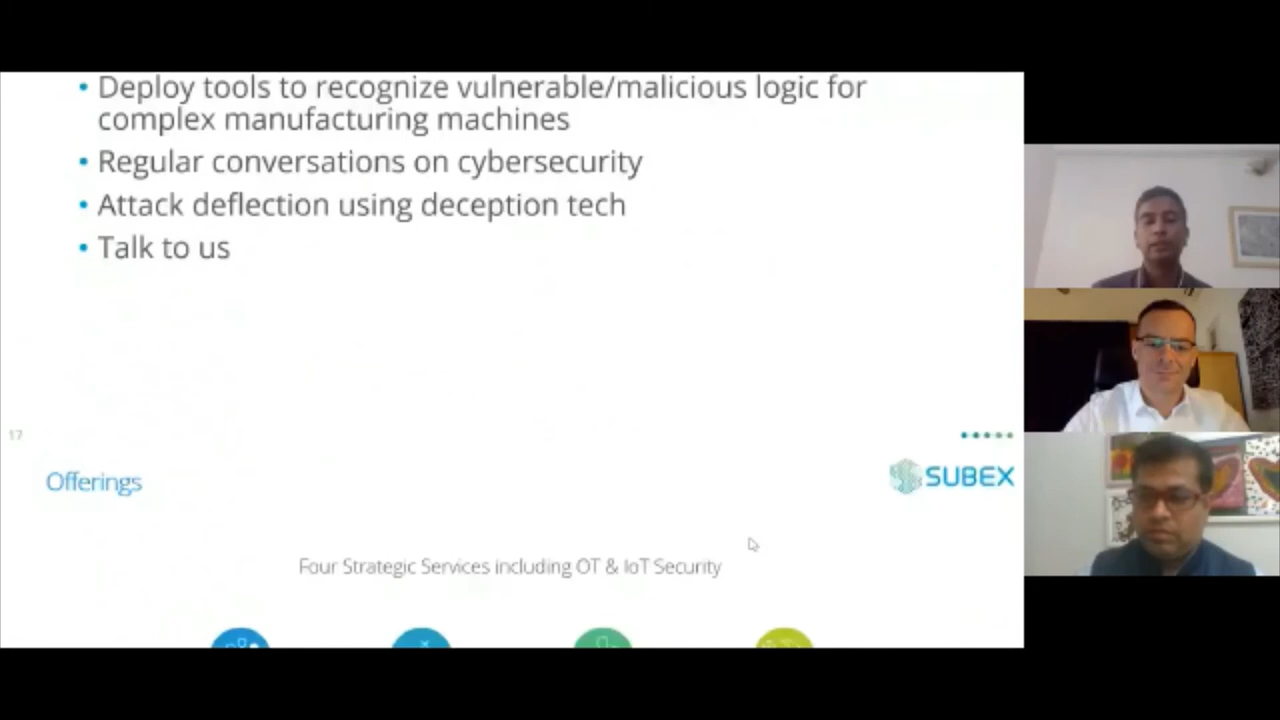 • Deploy tools to recognize vulnerable/malicious logic for
complex manufacturing machines
• Regular conversations on cybersecurity
• Attack deflection using deception tech
• Talk to us
17
Offerings
SUBEX
Four Strategic Services including OT & IoT Security